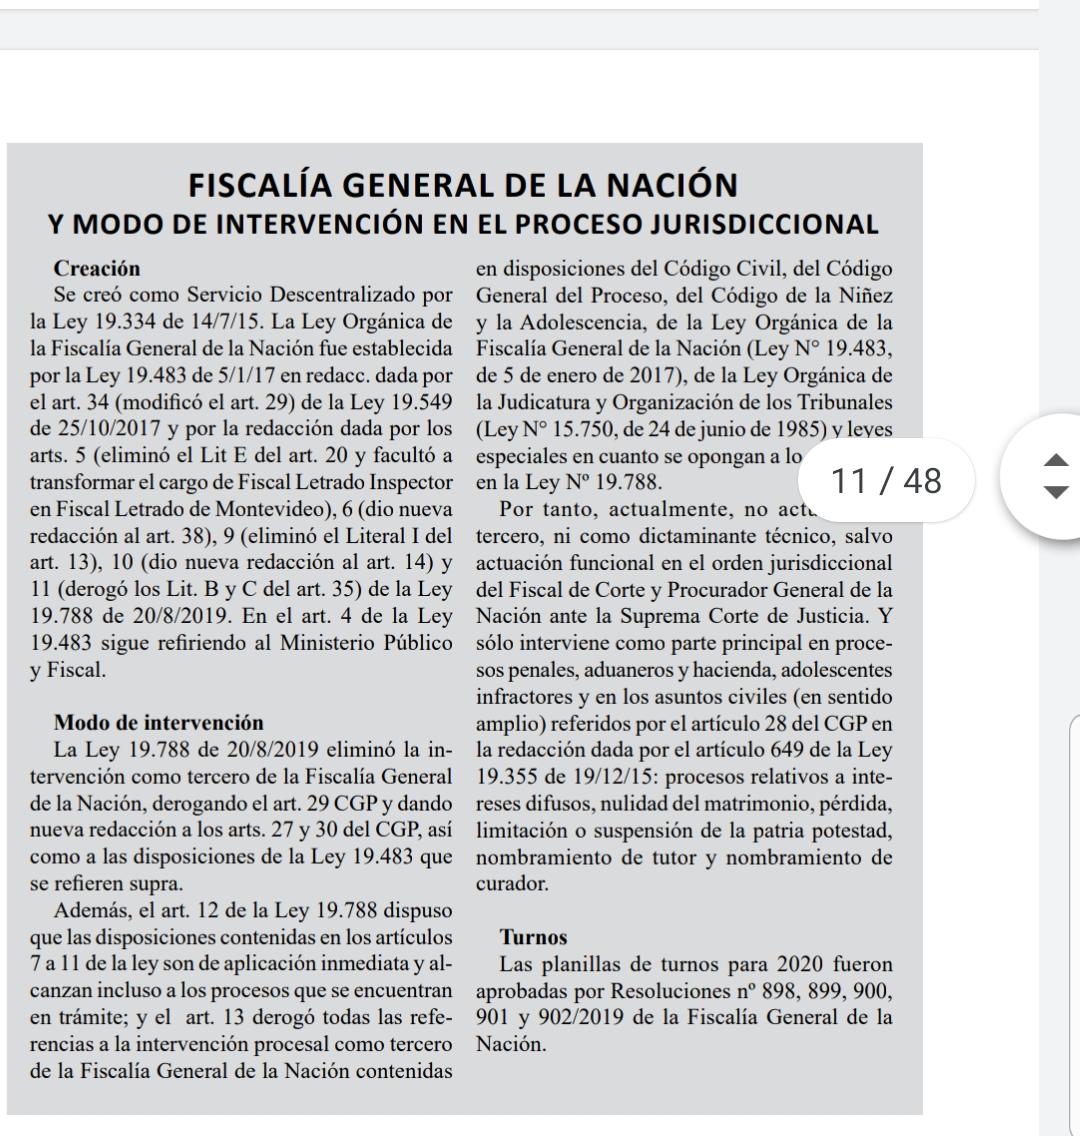 FISCALÍA GENERAL DE LA NACIÓN
Y MODO DE INTERVENCIÓN EN EL PROCESO JURISDICCIONAL
Creación
Se creó como Servicio Descentralizado por
la Ley 19.334 de 14/7/15. La Ley Orgánica de
la Fiscalía General de la Nación fue establecida
por la Ley 19.483 de 5/1/17 en redacc. dada por
el art. 34 (modificó el art. 29) de la Ley 19.549
de 25/10/2017 y por la redacción dada por los
arts. 5 (eliminó el Lit E del art. 20 y facultó a
transformar el cargo de Fiscal Letrado Inspector
en Fiscal Letrado de Montevideo), 6 (dio nueva
redacción al art. 38), 9 (eliminó el Literal I del
art. 13), 10 (dio nueva redacción al art. 14) y
11 (derogó los Lit. B y C del art. 35) de la Ley
19.788 de 20/8/2019. En el art. 4 de la Ley
19.483 sigue refiriendo al Ministerio Público
y Fiscal.
Modo de intervención
La Ley 19.788 de 20/8/2019 eliminó la in-
tervención como tercero de la Fiscalía General
de la Nación, derogando el art. 29 CGP y dando
nueva redacción a los arts. 27 y 30 del CGP, así
como a las disposiciones de la Ley 19.483 que
se refieren supra.
Además, el art. 12 de la Ley 19.788 dispuso
que las disposiciones contenidas en los artículos
7 a 11 de la ley son de aplicación inmediata y al-
canzan incluso a los procesos que se encuentran
en trámite; y el art. 13 derogó todas las refe-
rencias a la intervención procesal como tercero
de la Fiscalía General de la Nación contenidas
en disposiciones del Código Civil, del Código
General del Proceso, del Código de la Niñez
y la Adolescencia, de la Ley Orgánica de la
Fiscalía General de la Nación (Ley N° 19.483,
de 5 de enero de 2017), de la Ley Orgánica de
la Judicatura y Organización de los Tribunales
(Ley N° 15.750, de 24 de junio de 1985) y leyes
especiales en cuanto se opongan a lo
en la Ley Nº 19.788.
Por tanto, actualmente, no
tercero, ni como dictaminante técnico, salvo
actuación funcional en el orden jurisdiccional
del Fiscal de Corte y Procurador General de la
Nación ante la Suprema Corte de Justicia. Y
sólo interviene como parte principal en proce-
sos penales, aduaneros y hacienda, adolescentes
infractores y en los asuntos civiles (en sentido
amplio) referidos por el artículo 28 del CGP en
la redacción dada por el artículo 649 de la Ley
19.355 de 19/12/15: procesos relativos a inte-
reses difusos, nulidad del matrimonio, pérdida,
limitación o suspensión de la patria potestad,
nombramiento de tutor y nombramiento de
curador.
Turnos
Las planillas de turnos para 2020 fueron
aprobadas por Resoluciones nº 898, 899, 900,
901 y 902/2019 de la Fiscalía General de la
Nación.
11 / 48